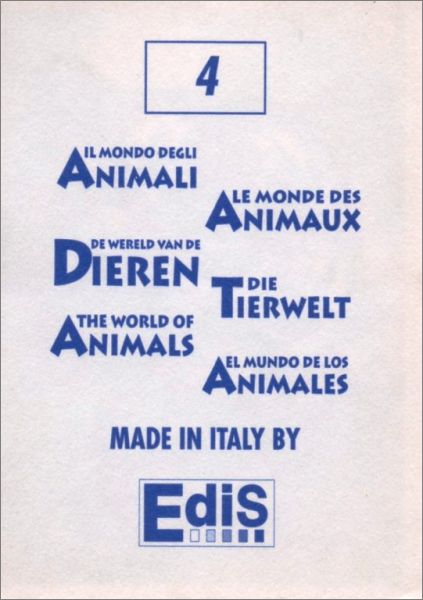 4
IL MONDO DEGLI
ANIMALI
LE MONDE DES
ANIMAUX
DE WERELD VAN DE
DIEREN
DIE
TIERWELT
THE WORLD OF
ANIMALS
EL MUNDO DE LOS
ANIMALES
MADE IN ITALY BY
EdiS